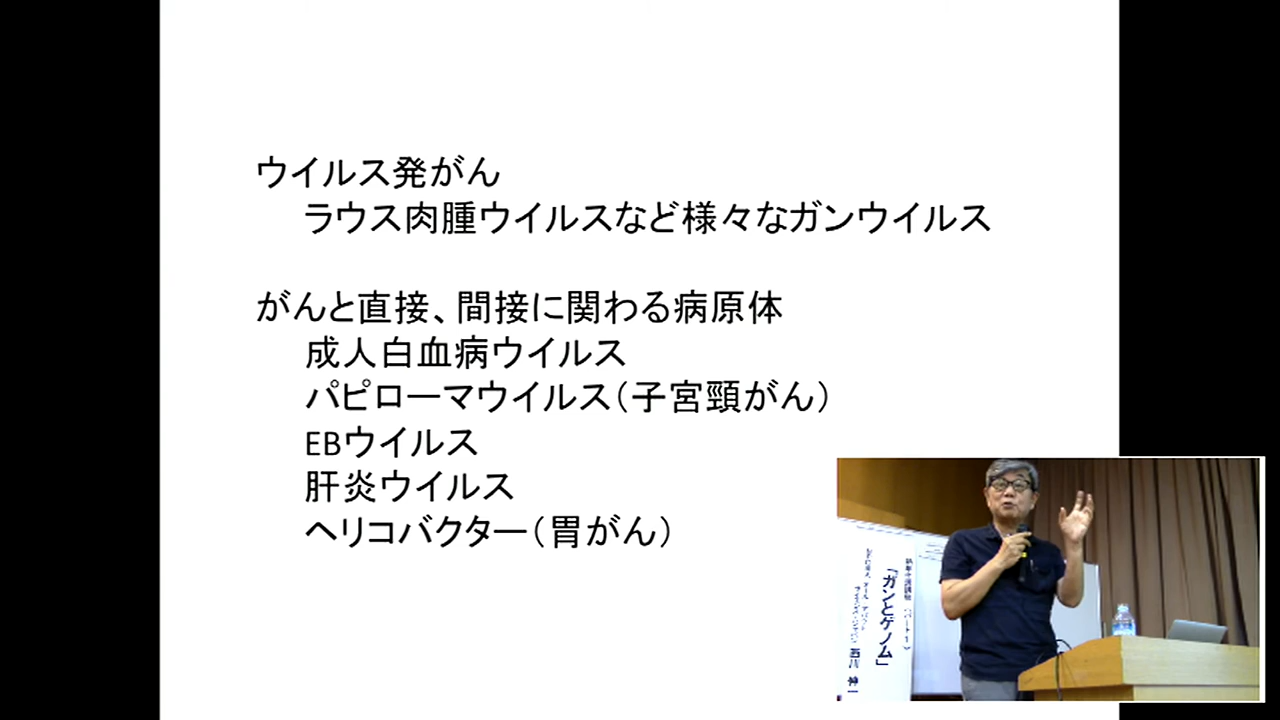 ウイルス発がん
ラウス肉腫ウイルスなど様々なガンウイルス
がんと直接、間接に関わる病原体
成人白血病ウイルス
パピローマウイルス（子宮頸がん）
EBウイルス
肝炎ウイルス
ヘリコバクター（胃がん）
「ガンとゲノム」
西川 伸一